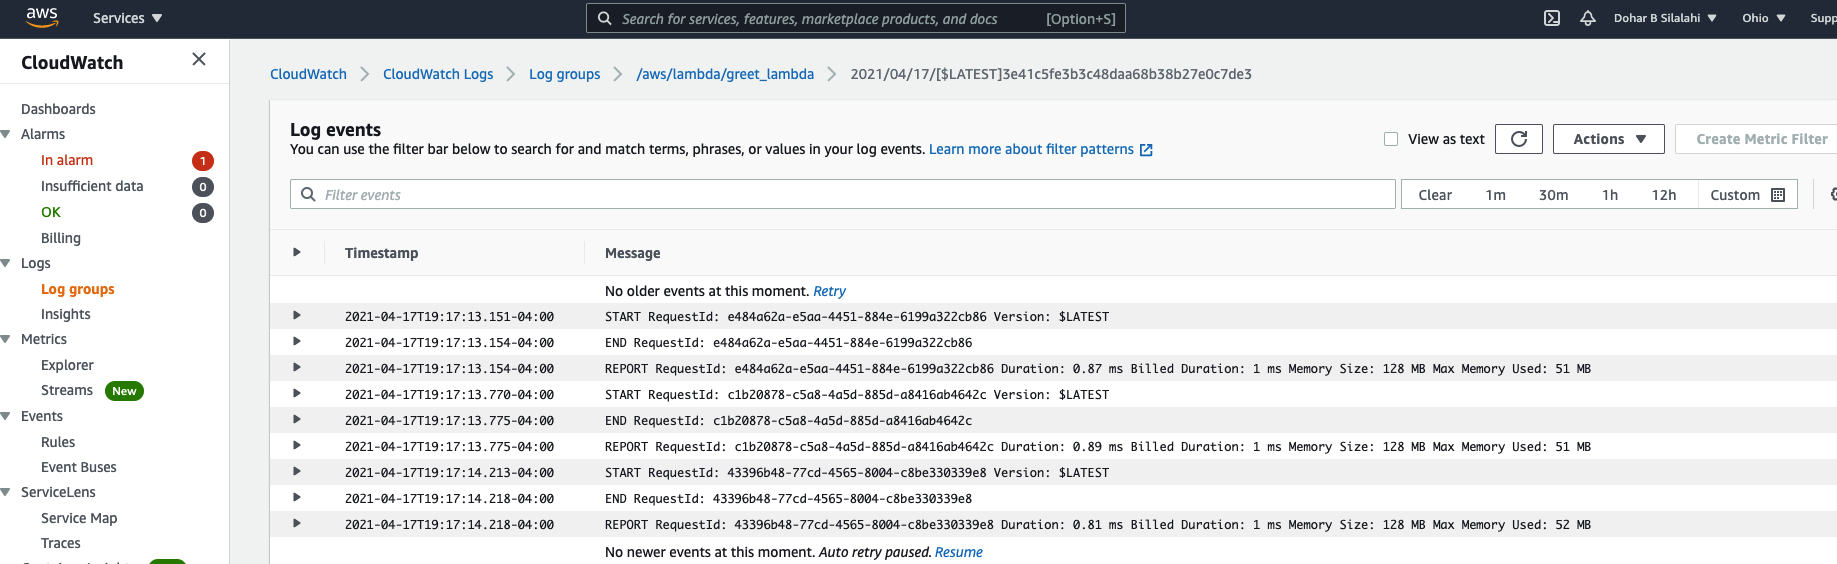 aws Services Search for services, features, marketplace products, and docs [Option+S] Dohar B Silalahi Ohio
CloudWatch
CloudWatch CloudWatch Logs Log groups /aws/lambda/greet_lambda 2021/04/17/[$LATEST]3e41c5fe3b3c48daa68b38b27e0c7de3
Dashboards
Alarms
In alarm 1
Insufficient data 0
OK 0
Billing
Logs
Log groups
Insights
Metrics
Explorer
Streams New
Events
Rules
Event Buses
ServiceLens
Service Map
Traces
Log events
You can use the filter bar below to search for and match terms, phrases, or values in your log events. Learn more about filter patterns
View as text Actions Create Metric Filter
Filter events Clear 1m 30m 1h 12h Custom
Timestamp Message
No older events at this moment. Retry
2021-04-17T19:17:13.151-04:00 START RequestId: e484a62a-e5aa-4451-884e-6199a322cb86 Version: $LATEST
2021-04-17T19:17:13.154-04:00 END RequestId: e484a62a-e5aa-4451-884e-6199a322cb86
2021-04-17T19:17:13.154-04:00 REPORT RequestId: e484a62a-e5aa-4451-884e-6199a322cb86 Duration: 0.87 ms Billed Duration: 1 ms Memory Size: 128 MB Max Memory Used: 51 MB
2021-04-17T19:17:13.770-04:00 START RequestId: c1b20878-c5a8-4a5d-885d-a8416ab4642c Version: $LATEST
2021-04-17T19:17:13.775-04:00 END RequestId: c1b20878-c5a8-4a5d-885d-a8416ab4642c
2021-04-17T19:17:13.775-04:00 REPORT RequestId: c1b20878-c5a8-4a5d-885d-a8416ab4642c Duration: 0.89 ms Billed Duration: 1 ms Memory Size: 128 MB Max Memory Used: 51 MB
2021-04-17T19:17:14.213-04:00 START RequestId: 43396b48-77cd-4565-8004-c8be330339e8 Version: $LATEST
2021-04-17T19:17:14.218-04:00 END RequestId: 43396b48-77cd-4565-8004-c8be330339e8
2021-04-17T19:17:14.218-04:00 REPORT RequestId: 43396b48-77cd-4565-8004-c8be330339e8 Duration: 0.81 ms Billed Duration: 1 ms Memory Size: 128 MB Max Memory Used: 52 MB
No newer events at this moment. Auto retry paused. Resume